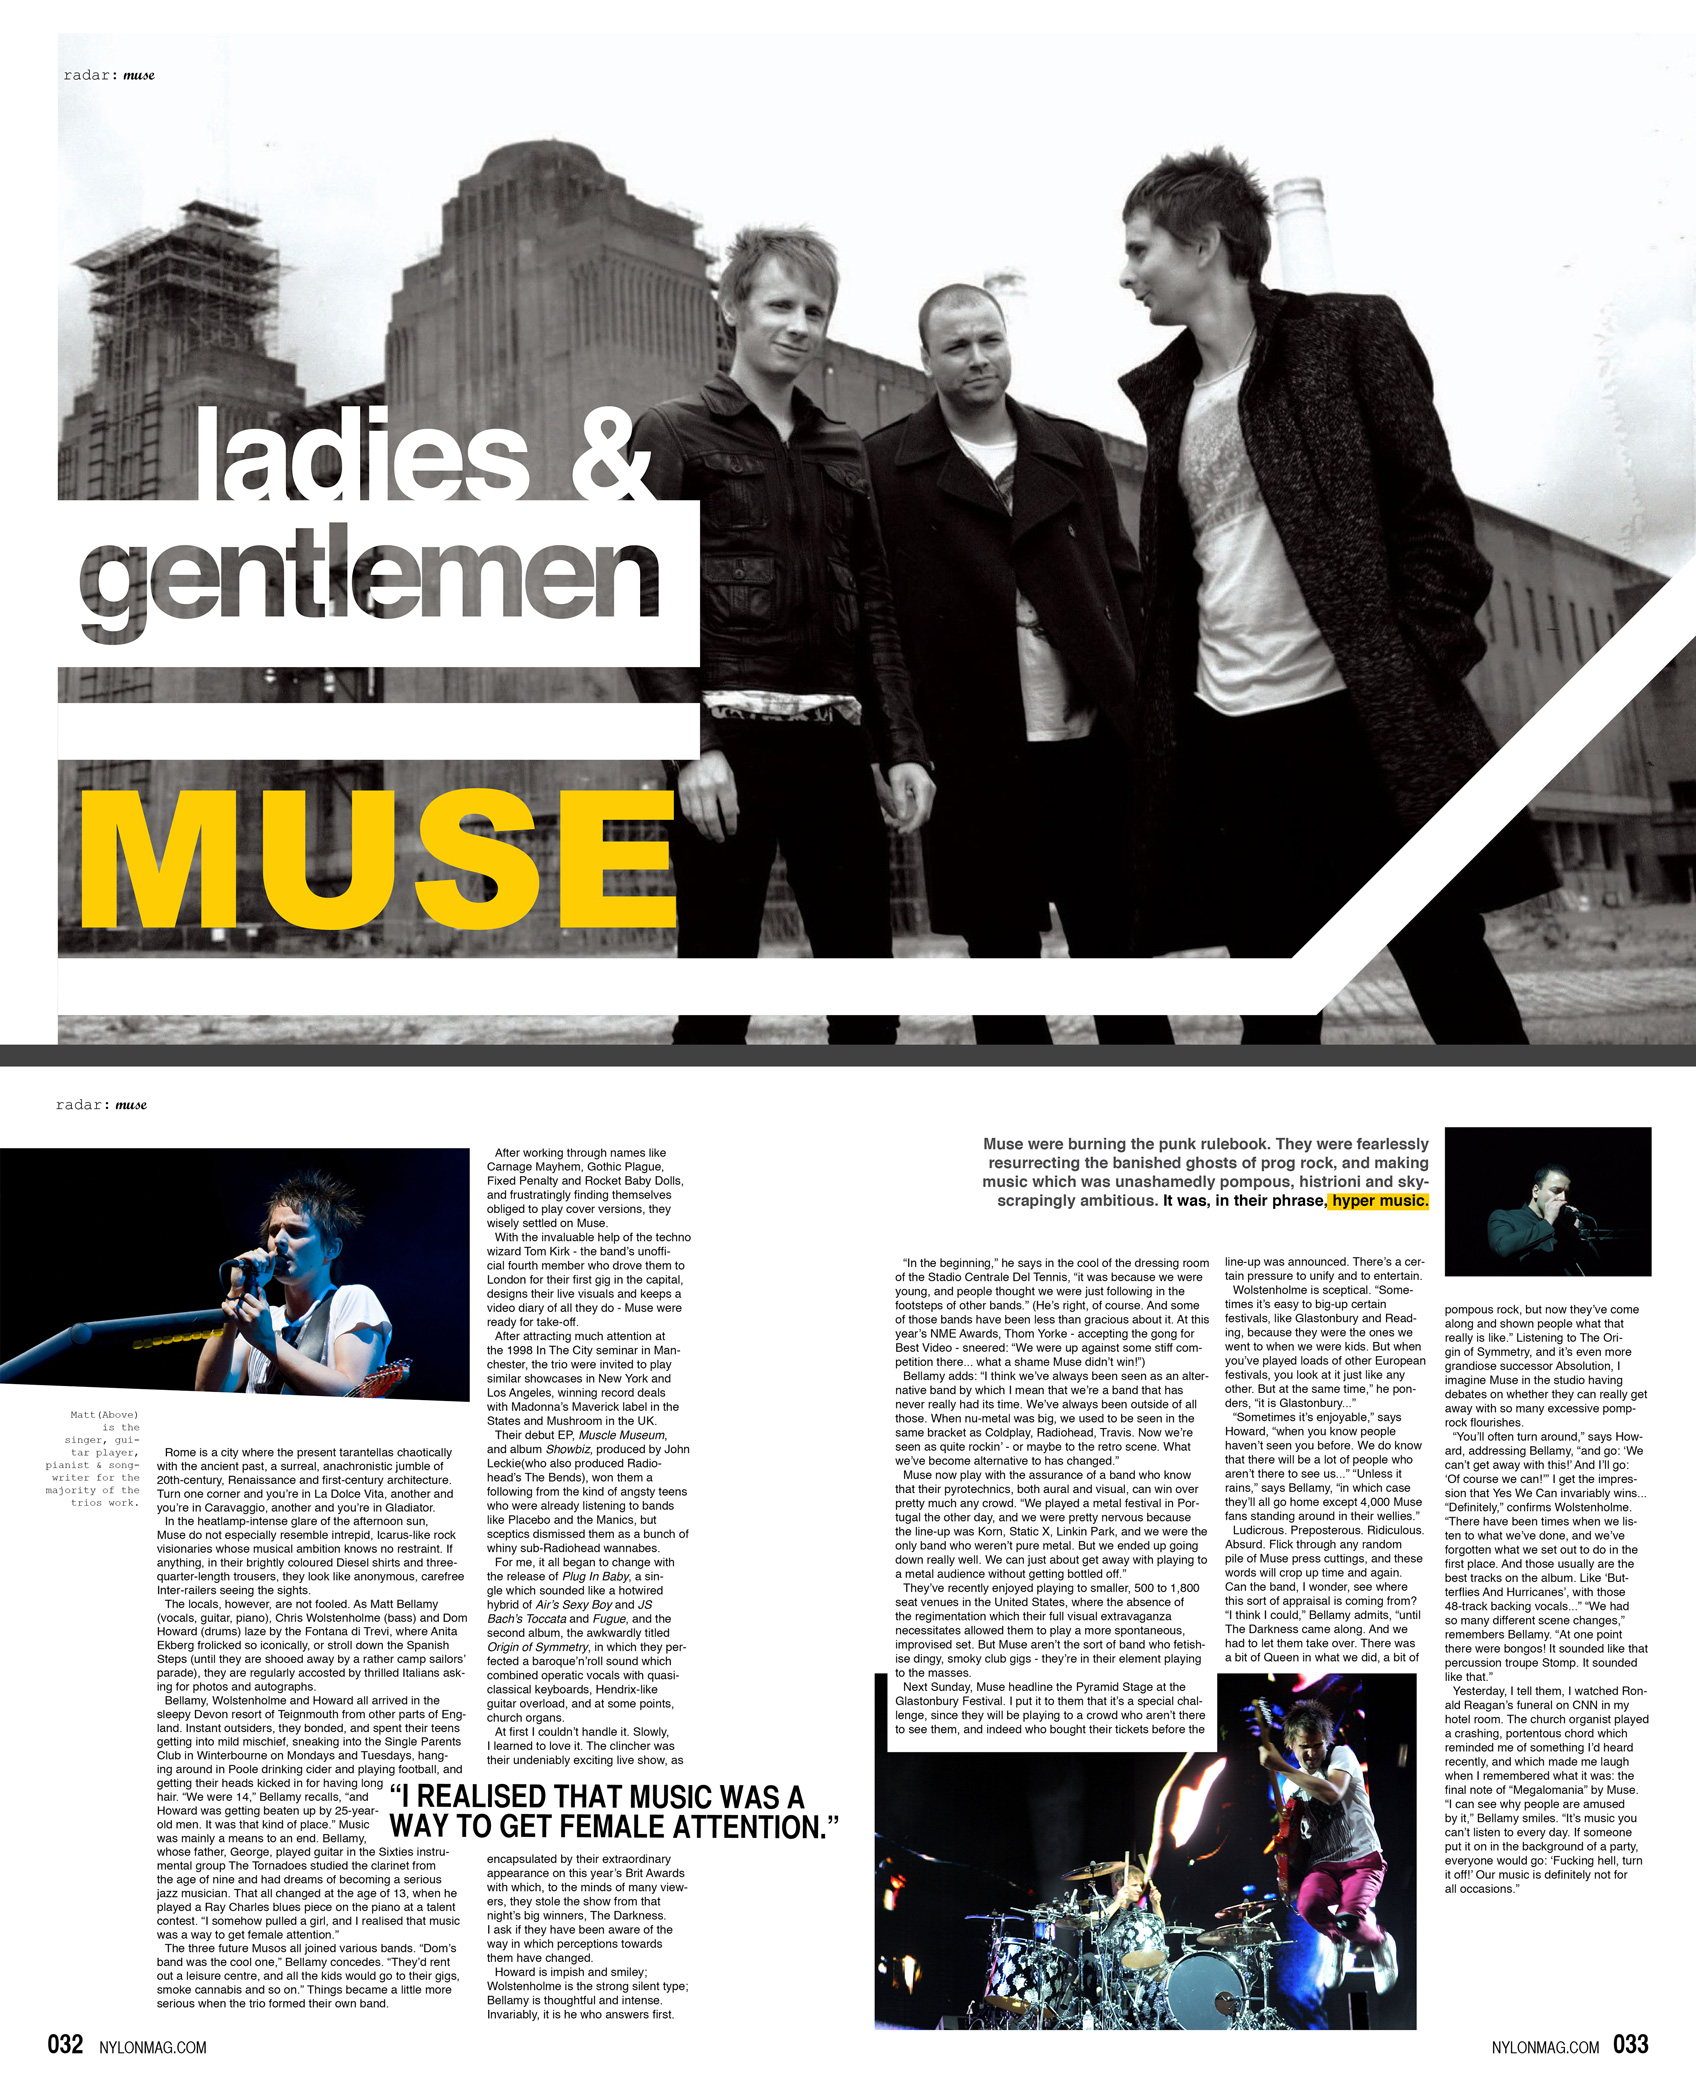 radar: muse
ladies &
gentlemen
MUSE
radar: muse
Matt(Above)
is the
singer, gui-
tar player,
pianist & song-
writer for the
majority of the
trios work.
Rome is a city where the present tarantellas chaotically
with the ancient past, a surreal, anachronistic jumble of
20th-century, Renaissance and first-century architecture.
Turn one corner and you’re in La Dolce Vita, another and
you’re in Caravaggio, another and you’re in Gladiator.
In the heatlamp-intense glare of the afternoon sun,
Muse do not especially resemble intrepid, Icarus-like rock
visionaries whose musical ambition knows no restraint. If
anything, in their brightly coloured Diesel shirts and three-
quarter-length trousers, they look like anonymous, carefree
Inter-railers seeing the sights.
The locals, however, are not fooled. As Matt Bellamy
(vocals, guitar, piano), Chris Wolstenholme (bass) and Dom
Howard (drums) laze by the Fontana di Trevi, where Anita
Ekberg frolicked so iconically, or stroll down the Spanish
Steps (until they are shooed away by a rather camp sailors’
parade), they are regularly accosted by thrilled Italians ask-
ing for photos and autographs.
Bellamy, Wolstenholme and Howard all arrived in the
sleepy Devon resort of Teignmouth from other parts of Eng-
land. Instant outsiders, they bonded, and spent their teens
getting into mild mischief, sneaking into the Single Parents
Club in Winterbourne on Mondays and Tuesdays, hang-
ing around in Poole drinking cider and playing football, and
getting their heads kicked in for having long
hair. “We were 14,” Bellamy recalls, “and
Howard was getting beaten up by 25-year-
old men. It was that kind of place.” Music
was mainly a means to an end. Bellamy,
whose father, George, played guitar in the Sixties instru-
mental group The Tornadoes studied the clarinet from
the age of nine and had dreams of becoming a serious
jazz musician. That all changed at the age of 13, when he
played a Ray Charles blues piece on the piano at a talent
contest. “I somehow pulled a girl, and I realised that music
was a way to get female attention.”
The three future Musos all joined various bands. “Dom’s
band was the cool one,” Bellamy concedes. “They’d rent
out a leisure centre, and all the kids would go to their gigs,
smoke cannabis and so on.” Things became a little more
serious when the trio formed their own band.
After working through names like
Carnage Mayhem, Gothic Plague,
Fixed Penalty and Rocket Baby Dolls,
and frustratingly finding themselves
obliged to play cover versions, they
wisely settled on Muse.
With the invaluable help of the techno
wizard Tom Kirk - the band’s unoffi-
cial fourth member who drove them to
London for their first gig in the capital,
designs their live visuals and keeps a
video diary of all they do - Muse were
ready for take-off.
After attracting much attention at
the 1998 In The City seminar in Man-
chester, the trio were invited to play
similar showcases in New York and
Los Angeles, winning record deals
with Madonna’s Maverick label in the
States and Mushroom in the UK.
Their debut EP, Muscle Museum,
and album Showbiz, produced by John
Leckie(who also produced Radio-
head’s The Bends), won them a
following from the kind of angsty teens
who were already listening to bands
like Placebo and the Manics, but
sceptics dismissed them as a bunch of
whiny sub-Radiohead wannabes.
For me, it all began to change with
the release of Plug In Baby, a sin-
gle which sounded like a hotwired
hybrid of Air’s Sexy Boy and JS
Bach’s Toccata and Fugue, and the
second album, the awkwardly titled
Origin of Symmetry, in which they per-
fected a baroque’n’roll sound which
combined operatic vocals with quasi-
classical keyboards, Hendrix-like
guitar overload, and at some points,
church organs.
At first I couldn’t handle it. Slowly,
I learned to love it. The clincher was
their undeniably exciting live show, as
“I REALISED THAT MUSIC WAS A
WAY TO GET FEMALE ATTENTION.”
encapsulated by their extraordinary
appearance on this year’s Brit Awards
with which, to the minds of many view-
ers, they stole the show from that
night’s big winners, The Darkness.
I ask if they have been aware of the
way in which perceptions towards
them have changed.
Howard is impish and smiley;
Wolstenholme is the strong silent type;
Bellamy is thoughtful and intense.
Invariably, it is he who answers first.
032 NYLONMAG.COM
Muse were burning the punk rulebook. They were fearlessly
resurrecting the banished ghosts of prog rock, and making
music which was unashamedly pompous, histrioni and sky-
scrapingly ambitious. It was, in their phrase, hyper music.
“In the beginning,” he says in the cool of the dressing room
of the Stadio Centrale Del Tennis, “it was because we were
young, and people thought we were just following in the
footsteps of other bands.” (He’s right, of course. And some
of those bands have been less than gracious about it. At this
year’s NME Awards, Thom Yorke - accepting the gong for
Best Video - sneered: “We were up against some stiff com-
petition there... what a shame Muse didn’t win!”)
Bellamy adds: “I think we’ve always been seen as an alter-
native band by which I mean that we’re a band that has
never really had its time. We’ve always been outside of all
those. When nu-metal was big, we used to be seen in the
same bracket as Coldplay, Radiohead, Travis. Now we’re
seen as quite rockin’ - or maybe to the retro scene. What
we’ve become alternative to has changed.”
Muse now play with the assurance of a band who know
that their pyrotechnics, both aural and visual, can win over
pretty much any crowd. “We played a metal festival in Por-
tugal the other day, and we were pretty nervous because
the line-up was Korn, Static X, Linkin Park, and we were the
only band who weren’t pure metal. But we ended up going
down really well. We can just about get away with playing to
a metal audience without getting bottled off.”
They’ve recently enjoyed playing to smaller, 500 to 1,800
seat venues in the United States, where the absence of
the regimentation which their full visual extravaganza
necessitates allowed them to play a more spontaneous,
improvised set. But Muse aren’t the sort of band who fetish-
ise dingy, smoky club gigs - they’re in their element playing
to the masses.
Next Sunday, Muse headline the Pyramid Stage at the
Glastonbury Festival. I put it to them that it’s a special chal-
lenge, since they will be playing to a crowd who aren’t there
to see them, and indeed who bought their tickets before the
line-up was announced. There’s a cer-
tain pressure to unify and to entertain.
Wolstenholme is sceptical. “Some-
times it’s easy to big-up certain
festivals, like Glastonbury and Read-
ing, because they were the ones we
went to when we were kids. But when
you’ve played loads of other European
festivals, you look at it just like any
other. But at the same time,” he pon-
ders, “it is Glastonbury...”
“Sometimes it’s enjoyable,” says
Howard, “when you know people
haven’t seen you before. We do know
that there will be a lot of people who
aren’t there to see us...” “Unless it
rains,” says Bellamy, “in which case
they’ll all go home except 4,000 Muse
fans standing around in their wellies.”
Ludicrous. Preposterous. Ridiculous.
Absurd. Flick through any random
pile of Muse press cuttings, and these
words will crop up time and again.
Can the band, I wonder, see where
this sort of appraisal is coming from?
“I think I could,” Bellamy admits, “until
The Darkness came along. And we
had to let them take over. There was
a bit of Queen in what we did, a bit of
pompous rock, but now they’ve come
along and shown people what that
really is like.” Listening to The Ori-
gin of Symmetry, and it’s even more
grandiose successor Absolution, I
imagine Muse in the studio having
debates on whether they can really get
away with so many excessive pomp-
rock flourishes.
“You’ll often turn around,” says How-
ard, addressing Bellamy, “and go: ‘We
can’t get away with this!’ And I’ll go:
‘Of course we can!’” I get the impres-
sion that Yes We Can invariably wins...
“Definitely,” confirms Wolstenholme.
“There have been times when we lis-
ten to what we’ve done, and we’ve
forgotten what we set out to do in the
first place. And those usually are the
best tracks on the album. Like ‘But-
terflies And Hurricanes’, with those
48-track backing vocals...” “We had
so many different scene changes,”
remembers Bellamy. “At one point
there were bongos! It sounded like that
percussion troupe Stomp. It sounded
like that.”
Yesterday, I tell them, I watched Ron-
ald Reagan’s funeral on CNN in my
hotel room. The church organist played
a crashing, portentous chord which
reminded me of something I’d heard
recently, and which made me laugh
when I remembered what it was: the
final note of “Megalomania” by Muse.
“I can see why people are amused
by it,” Bellamy smiles. “It’s music you
can’t listen to every day. If someone
put it on in the background of a party,
everyone would go: ‘Fucking hell, turn
it off!’ Our music is definitely not for
all occasions.”
NYLONMAG.COM 033